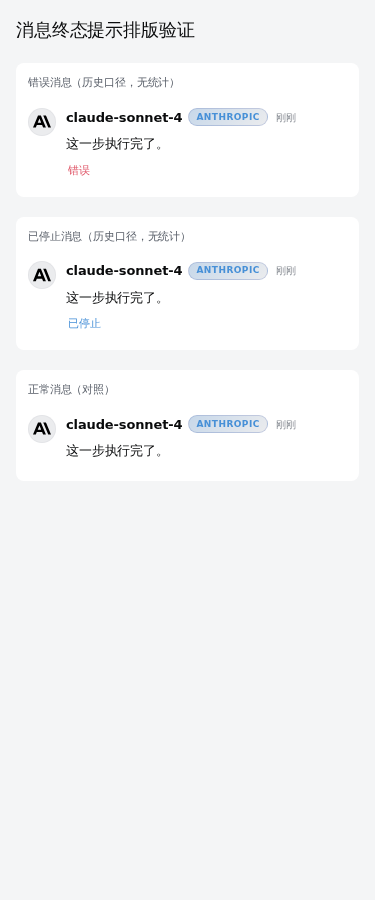 消息终态提示排版验证
错误消息（历史口径，无统计）
claude-sonnet-4 ANTHROPIC 刚刚
这一步执行完了。
错误
已停止消息（历史口径，无统计）
claude-sonnet-4 ANTHROPIC 刚刚
这一步执行完了。
已停止
正常消息（对照）
claude-sonnet-4 ANTHROPIC 刚刚
这一步执行完了。